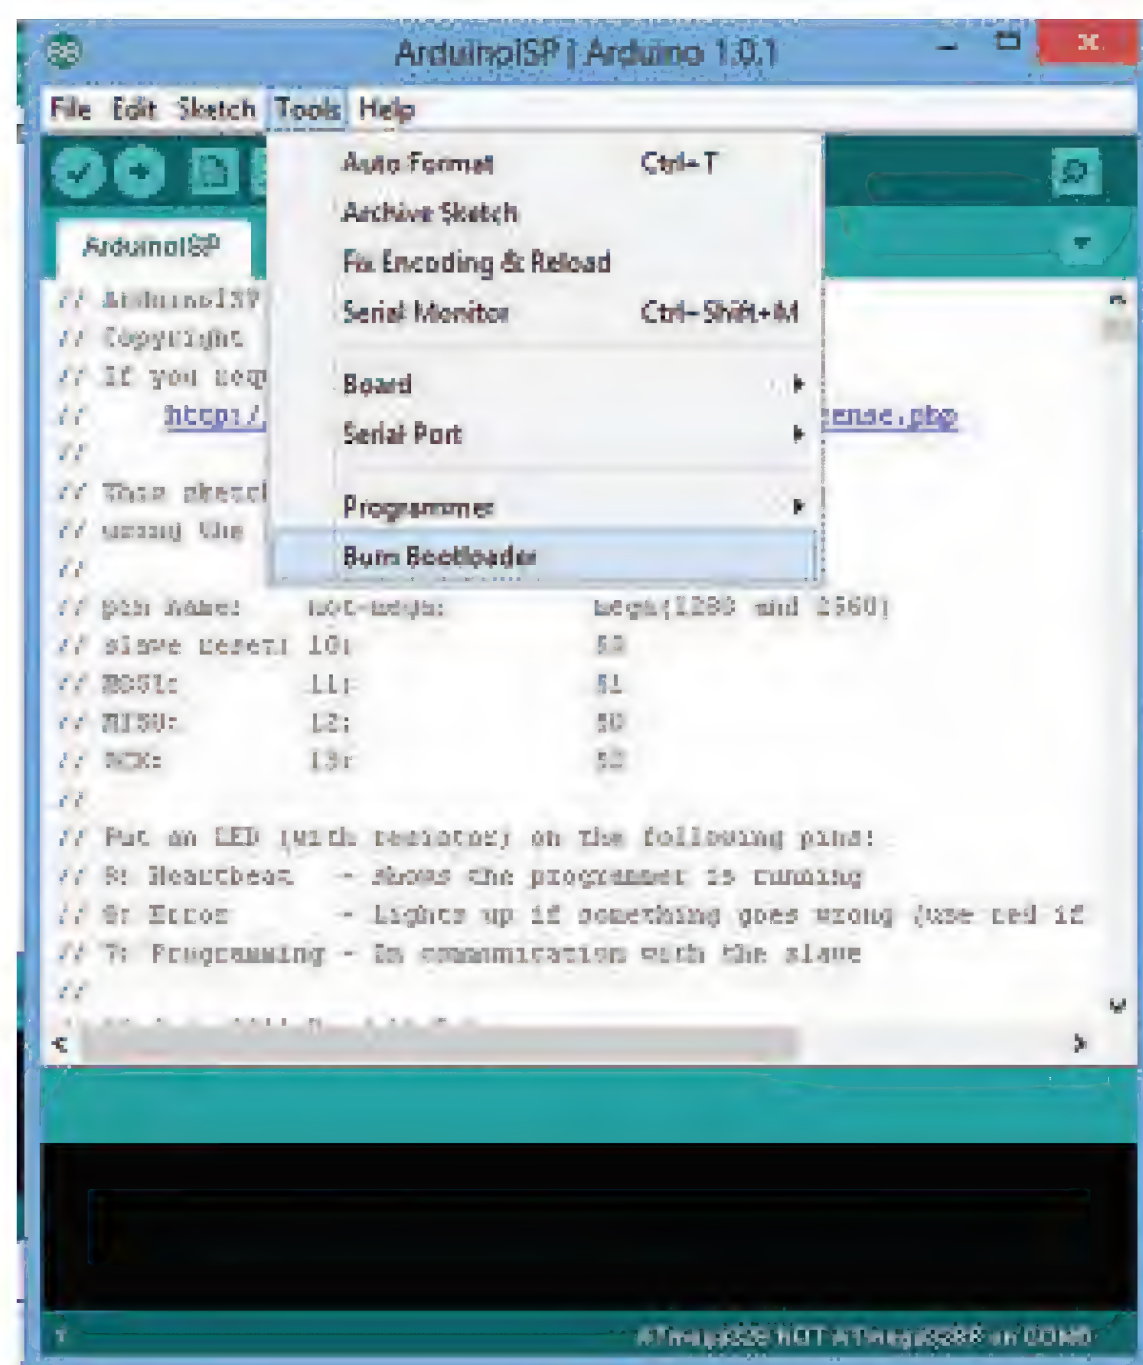 ArduinoISP | Arduino 1.0.1
File Edit Sketch Tools Help
Auto Format Ctrl+T
Archive Sketch
Fix Encoding & Reload
Serial Monitor Ctrl+Shift+M
Board
Serial Port
Programmer
Burn Bootloader
ArduinoISP
// ArduinoISP
// Copyright
// If you requ
// http:/ ense.php
//
// This sketch
// using the
//
// pin name: not-mega: mega(1280 and 2560)
// slave reset: 10: 53
// MOSI: 11: 51
// MISO: 12: 50
// SCK: 13: 52
//
// Put an LED (with resistor) on the following pins:
// 9: Heartbeat - shows the programmer is running
// 8: Error - Lights up if something goes wrong (use red if
// 7: Programming - In communication with the slave
//
on